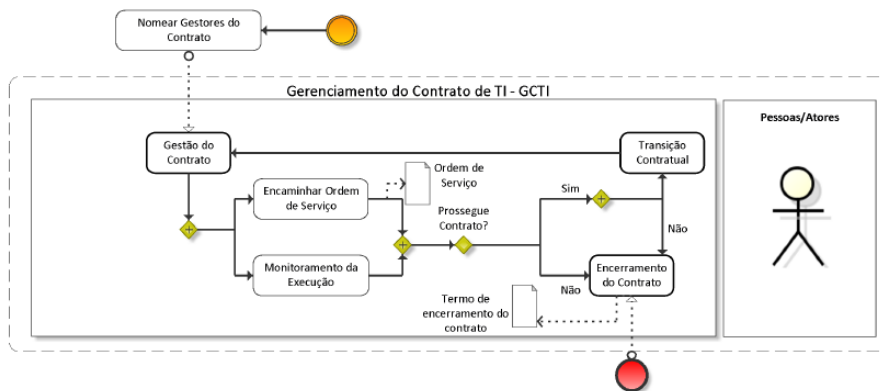 Nomear Gestores do
Contrato
Gerenciamento do Contrato de TI - GCTI
Pessoas/Atores
Gestão do
Contrato
Transição
Contratual
Encaminhar Ordem
de Serviço
Ordem de
Serviço
Sim
Prossegue
Contrato?
Não
Monitoramento da
Execução
Encerramento
do Contrato
Não
Termo de
encerramento do
contrato